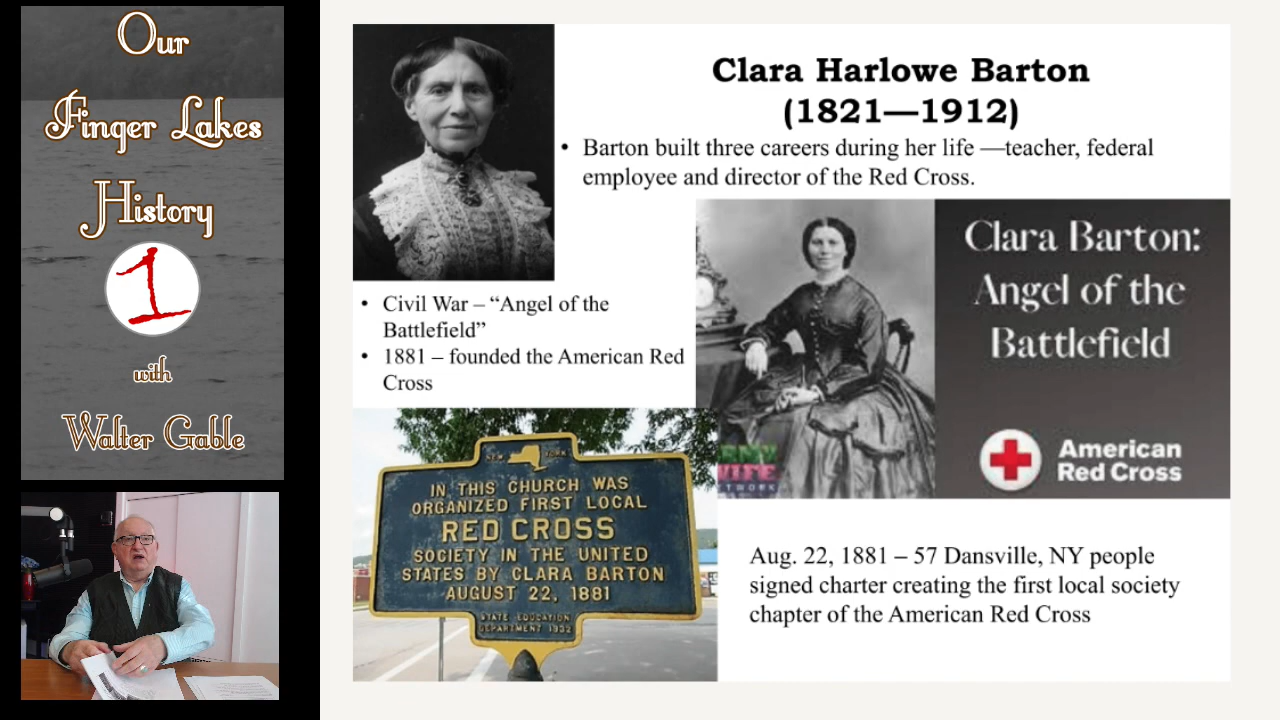 Our
Finger Lakes
History
1
with
Walter Gable
Clara Harlowe Barton
(1821—1912)
• Barton built three careers during her life —teacher, federal
employee and director of the Red Cross.
• Civil War – “Angel of the
Battlefield”
• 1881 – founded the American Red
Cross
Clara Barton:
Angel of the
Battlefield
American
Red Cross
WIFE
NEW YORK
IN THIS CHURCH WAS
ORGANIZED FIRST LOCAL
RED CROSS
SOCIETY IN THE UNITED
STATES BY CLARA BARTON
AUGUST 22, 1881
STATE EDUCATION
DEPARTMENT 1932
Aug. 22, 1881 – 57 Dansville, NY people
signed charter creating the first local society
chapter of the American Red Cross